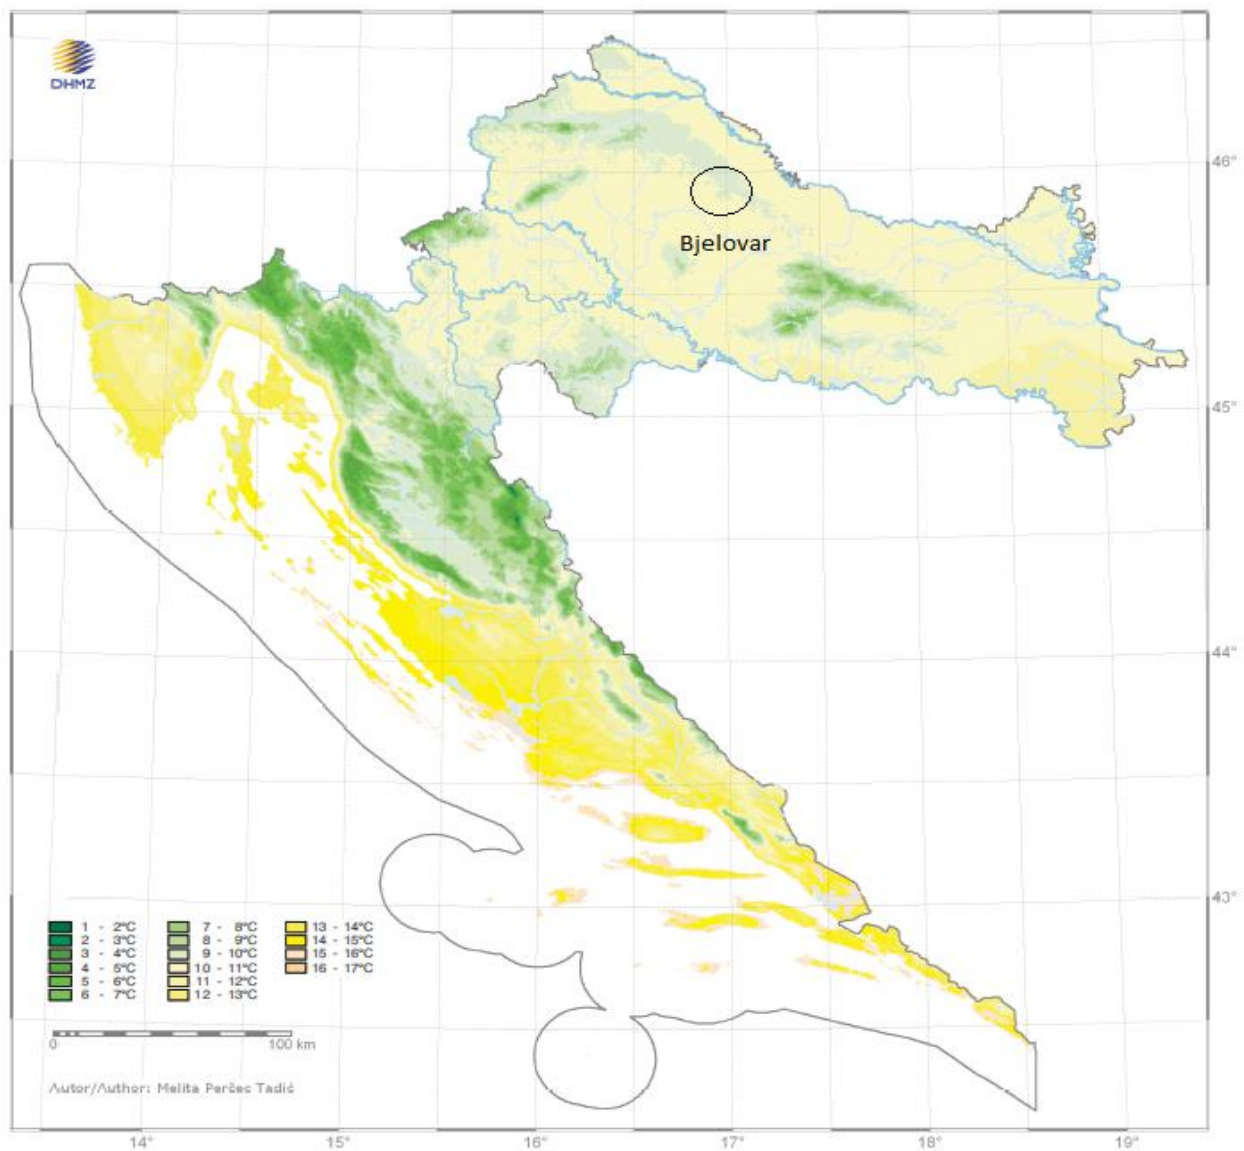 DHMZ
46°
Bjelovar
45°
44°
43°
1 - 2°C
2 - 3°C
3 - 4°C
4 - 5°C
5 - 6°C
6 - 7°C
7 - 8°C
8 - 9°C
9 - 10°C
10 - 11°C
11 - 12°C
12 - 13°C
13 - 14°C
14 - 15°C
15 - 16°C
16 - 17°C
0 100 km
Autor/Author: Melita Perčec Tadić
14° 15° 16° 17° 18° 19°